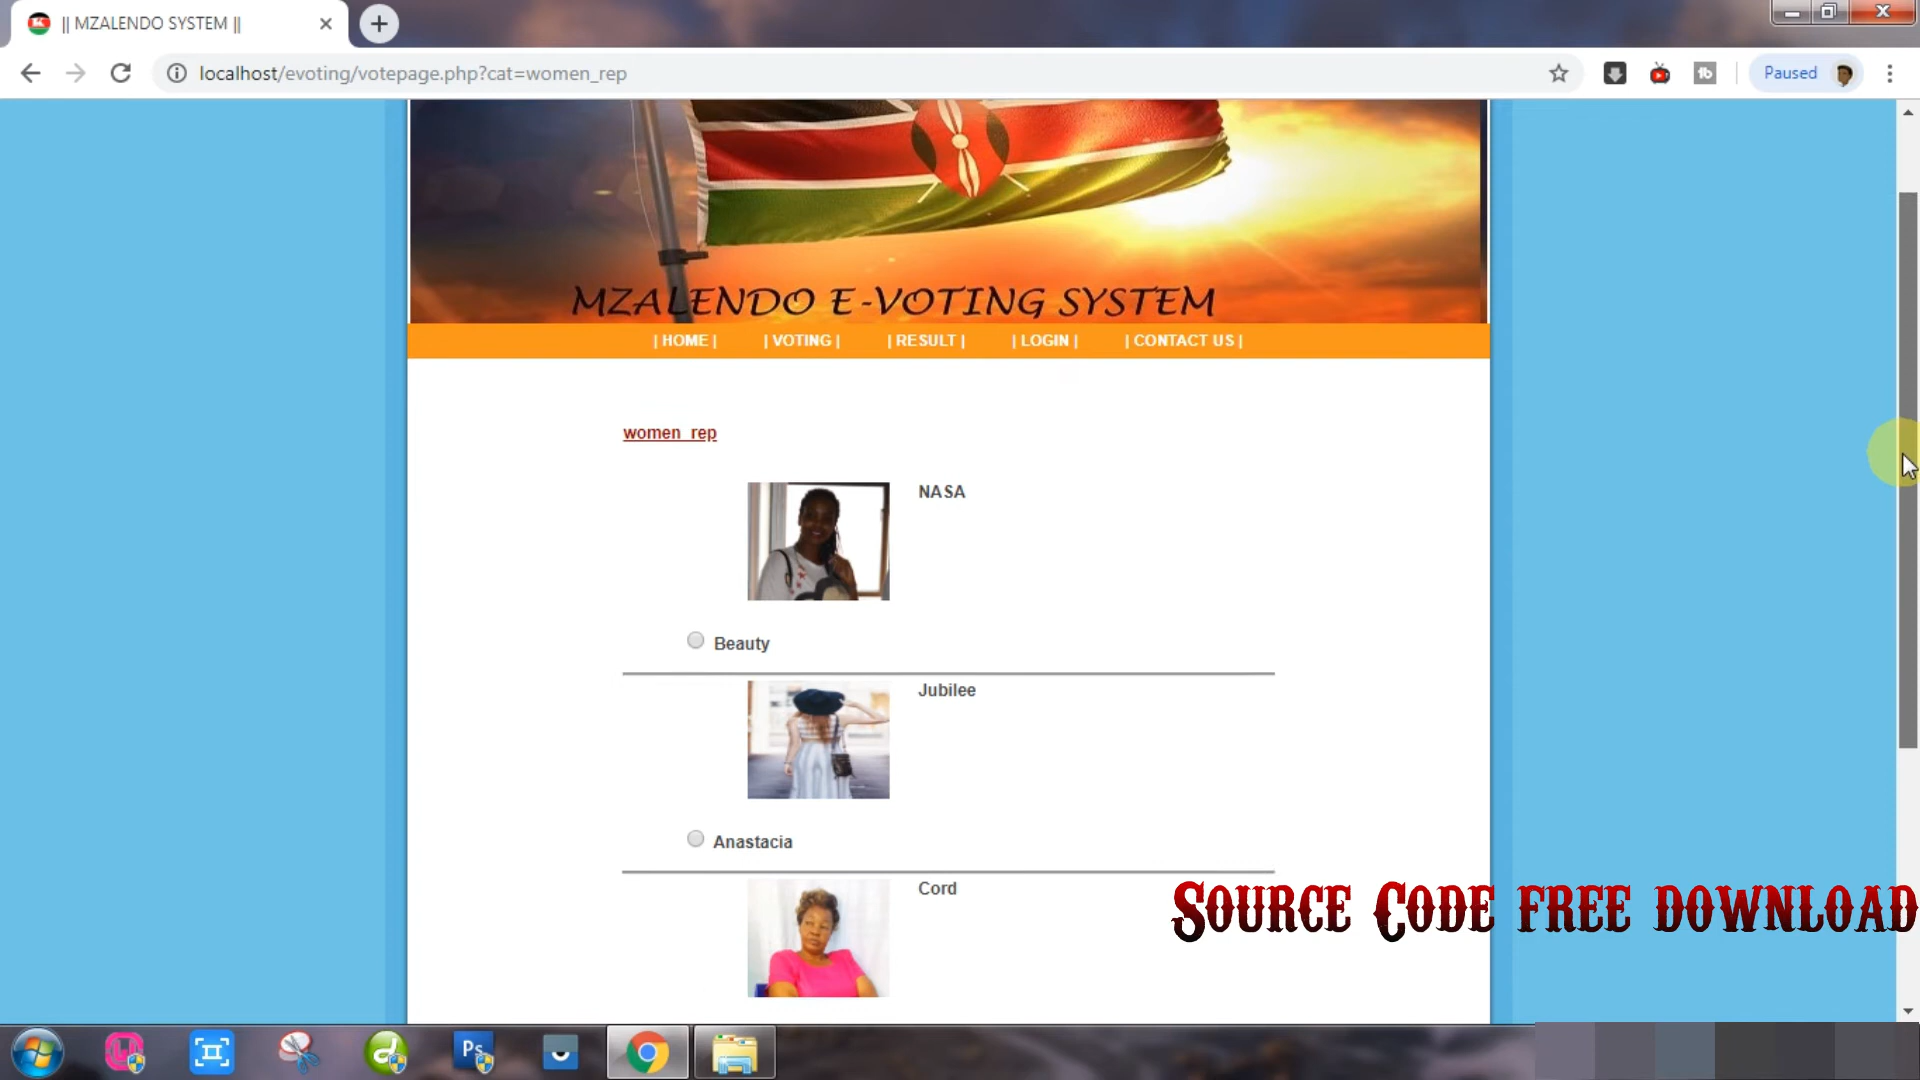 || MZALENDO SYSTEM ||
localhost/evoting/votepage.php?cat=women_rep
Paused
MZALENDO E-VOTING SYSTEM
| HOME | | VOTING | | RESULT | | LOGIN | | CONTACT US |
women_rep
NASA
Beauty
Jubilee
Anastacia
Cord
SOURCE CODE FREE DOWNLOAD
Ps